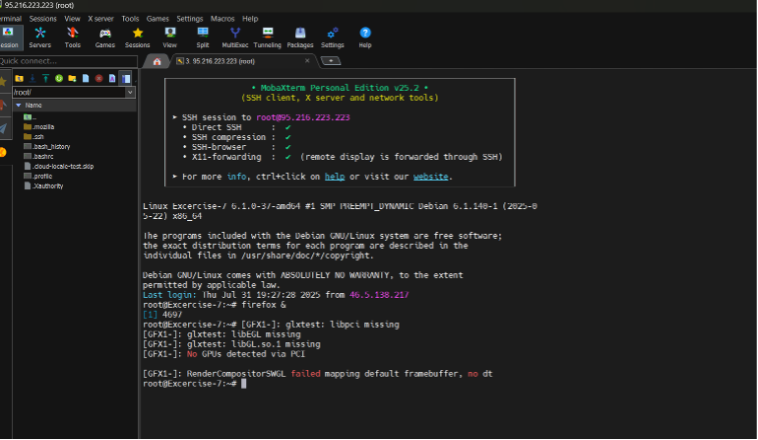 95.216.223.223 (root)
erminal Sessions View X server Tools Games Settings Macros Help
ession Servers Tools Games Sessions View Split MultiExec Tunneling Packages Settings Help
Quick connect...
3. 95.216.223.223 (root)
/root/
Name
..
.mozilla
.ssh
.bash_history
.bashrc
.cloud-locale-test.skip
.profile
.Xauthority
• MobaXterm Personal Edition v25.2 •
(SSH client, X server and network tools)
➤ SSH session to root@95.216.223.223
• Direct SSH : ✔
• SSH compression : ✔
• SSH-browser : ✔
• X11-forwarding : ✔ (remote display is forwarded through SSH)
➤ For more info, ctrl+click on help or visit our website.
Linux Excercise-7 6.1.0-37-amd64 #1 SMP PREEMPT_DYNAMIC Debian 6.1.140-1 (2025-0
5-22) x86_64
The programs included with the Debian GNU/Linux system are free software;
the exact distribution terms for each program are described in the
individual files in /usr/share/doc/*/copyright.
Debian GNU/Linux comes with ABSOLUTELY NO WARRANTY, to the extent
permitted by applicable law.
Last login: Thu Jul 31 19:27:28 2025 from 46.5.138.217
root@Excercise-7:~# firefox &
[1] 4697
root@Excercise-7:~# [GFX1-]: glxtest: libpci missing
[GFX1-]: glxtest: libEGL missing
[GFX1-]: glxtest: libGL.so.1 missing
[GFX1-]: No GPUs detected via PCI
[GFX1-]: RenderCompositorSWGL failed mapping default framebuffer, no dt
root@Excercise-7:~#